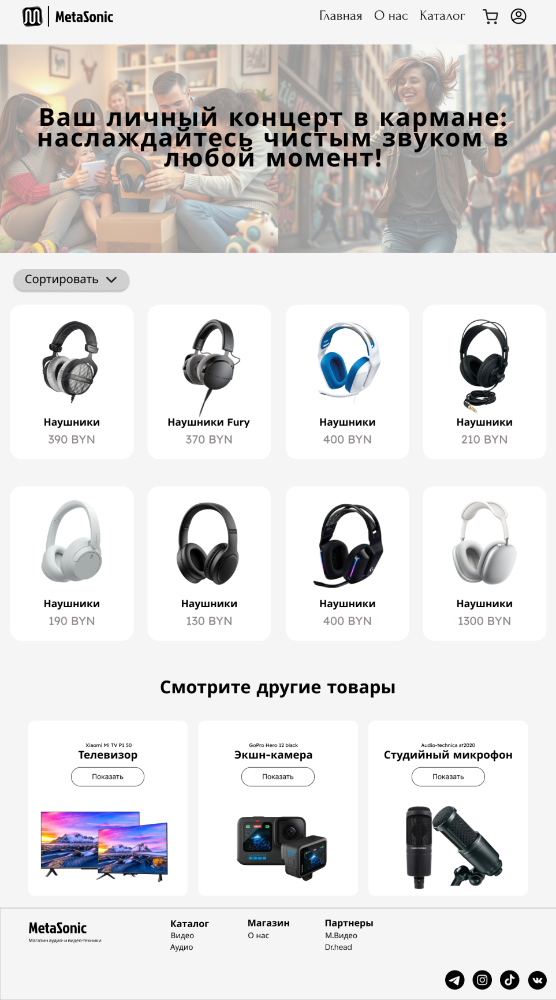 MetaSonic
Главная О нас Каталог
Ваш личный концерт в кармане:
наслаждайтесь чистым звуком в
любой момент!
Сортировать
Наушники
390 BYN
Наушники Fury
370 BYN
Наушники
400 BYN
Наушники
210 BYN
Наушники
190 BYN
Наушники
130 BYN
Наушники
400 BYN
Наушники
1300 BYN
Смотрите другие товары
Xiaomi Mi TV P1 50
Телевизор
Показать
GoPro Hero 12 black
Экшн-камера
Показать
Audio-technica at2020
Студийный микрофон
Показать
GoPro
audio-technica
MetaSonic
Магазин аудио- и видео-техники
Каталог
Видео
Аудио
Магазин
О нас
Партнеры
М.Видео
Dr.head